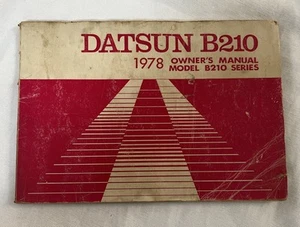 DATSUN B210
1978 OWNER'S MANUAL
MODEL B210 SERIES